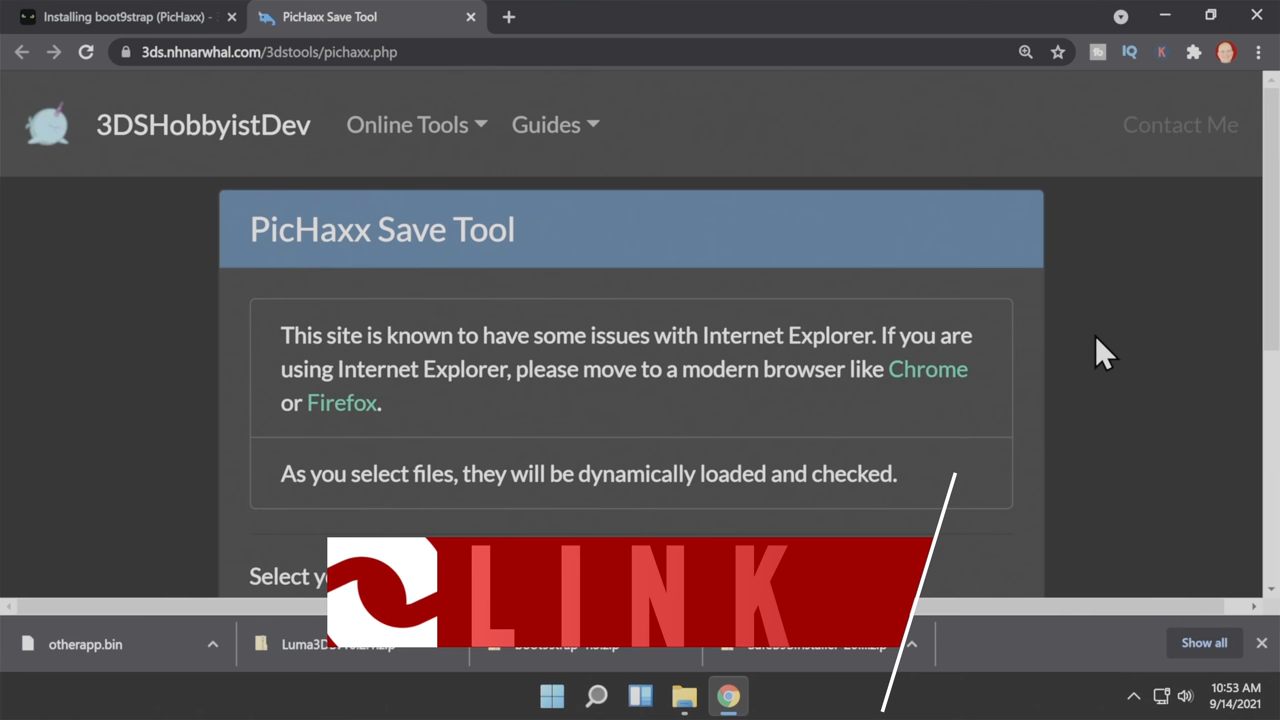 Installing boot9strap (PicHaxx) -
PicHaxx Save Tool
3ds.nhnarwhal.com/3dstools/pichaxx.php
3DSHobbyistDev
Online Tools
Guides
Contact Me
PicHaxx Save Tool
This site is known to have some issues with Internet Explorer. If you are
using Internet Explorer, please move to a modern browser like Chrome
or Firefox.
As you select files, they will be dynamically loaded and checked.
Select
LINK
otherapp.bin
Show all
10:53 AM
9/14/2021